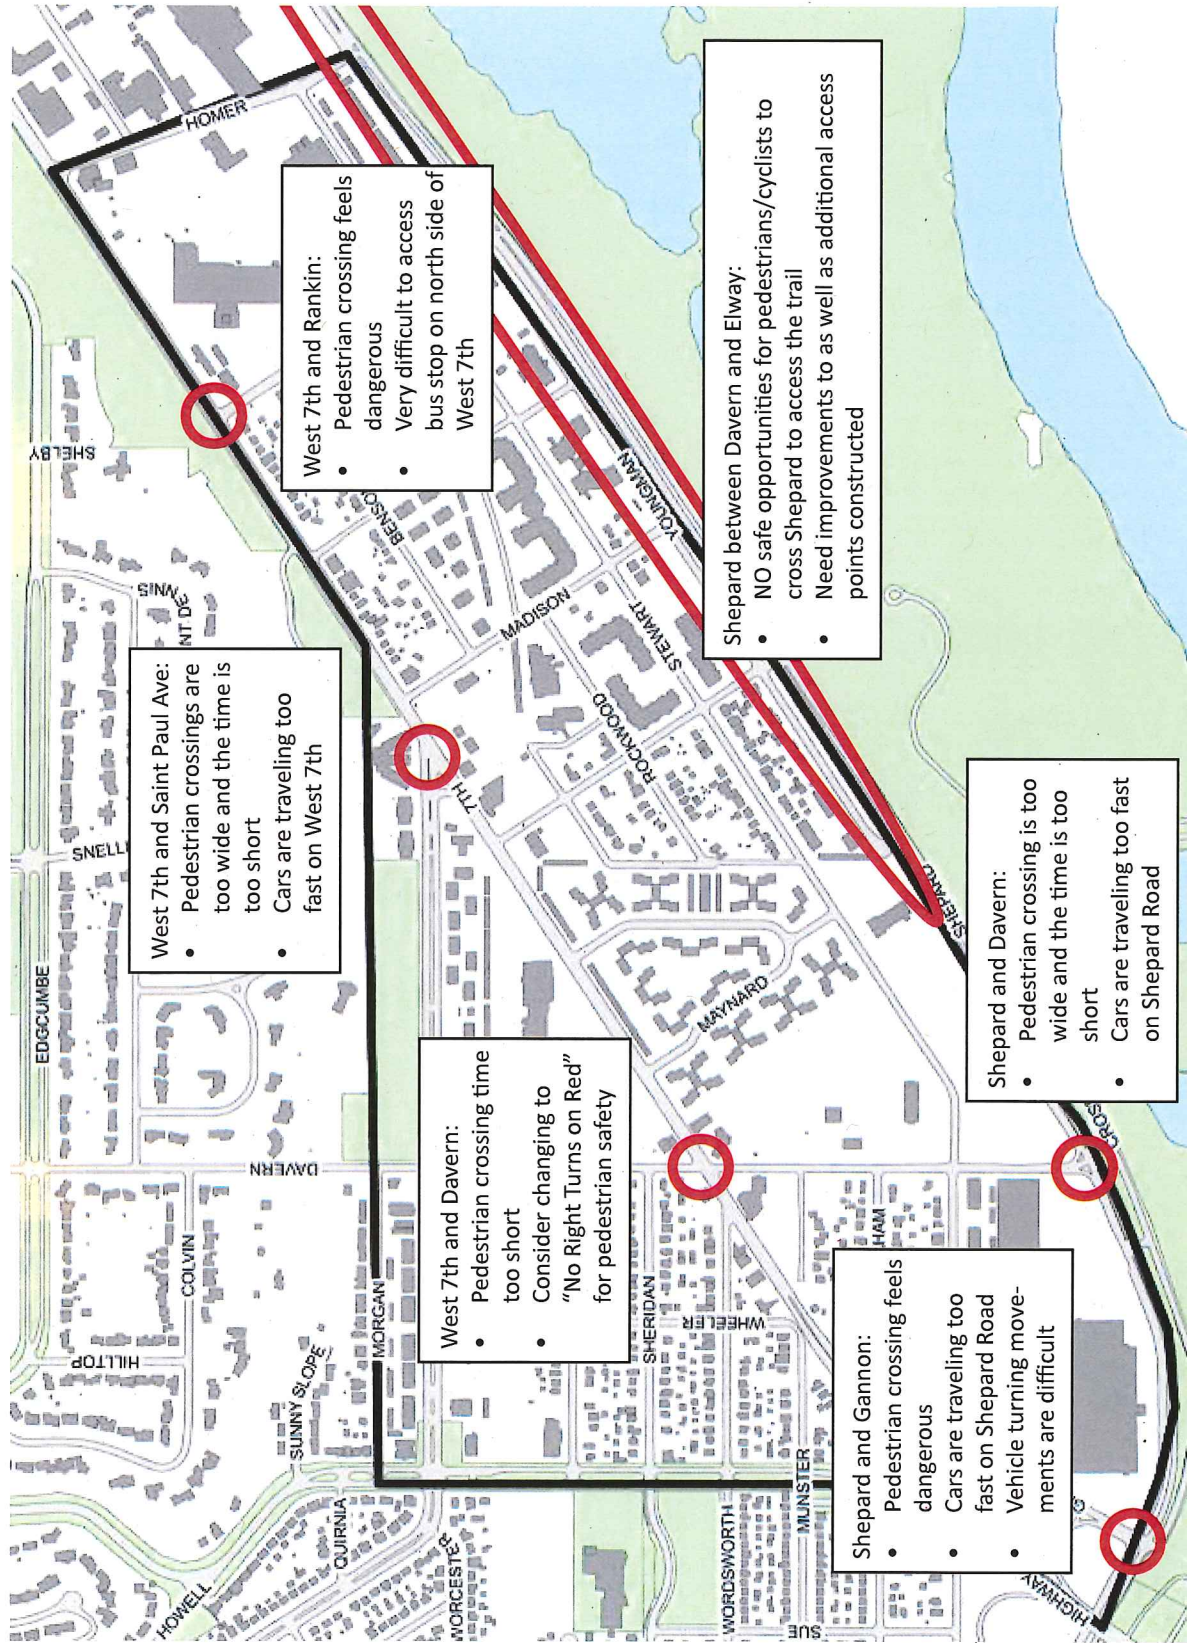 HOMER
SHELBY
West 7th and Rankin:
• Pedestrian crossing feels
dangerous
• Very difficult to access
bus stop on north side of
West 7th
West 7th and Saint Paul Ave:
• Pedestrian crossings are
too wide and the time is
too short
• Cars are traveling too
fast on West 7th
Shepard between Davern and Elway:
• NO safe opportunities for pedestrians/cyclists to
cross Shepard to access the trail
• Need improvements to as well as additional access
points constructed
West 7th and Davern:
• Pedestrian crossing time
too short
• Consider changing to
“No Right Turns on Red”
for pedestrian safety
Shepard and Davern:
• Pedestrian crossing is too
wide and the time is too
short
• Cars are traveling too fast
on Shepard Road
Shepard and Gannon:
• Pedestrian crossing feels
dangerous
• Cars are traveling too
fast on Shepard Road
• Vehicle turning move-
ments are difficult
EDGCUMBE
SNELLI
NT. DENNIS
BENSO
MADISON
STEWART
YOUNGMAN
ROCKWOOD
7TH
MAYNARD
SHEPARD
CROS
DAVERN
COLVIN
HILLTOP
MORGAN
SUNNY SLOPE
SHERIDAN
WHEELER
HAM
MUNSTER
WORDSWORTH
SUE
QUIRNIA
WORCESTER
HOWELL
HIGHWAY
G